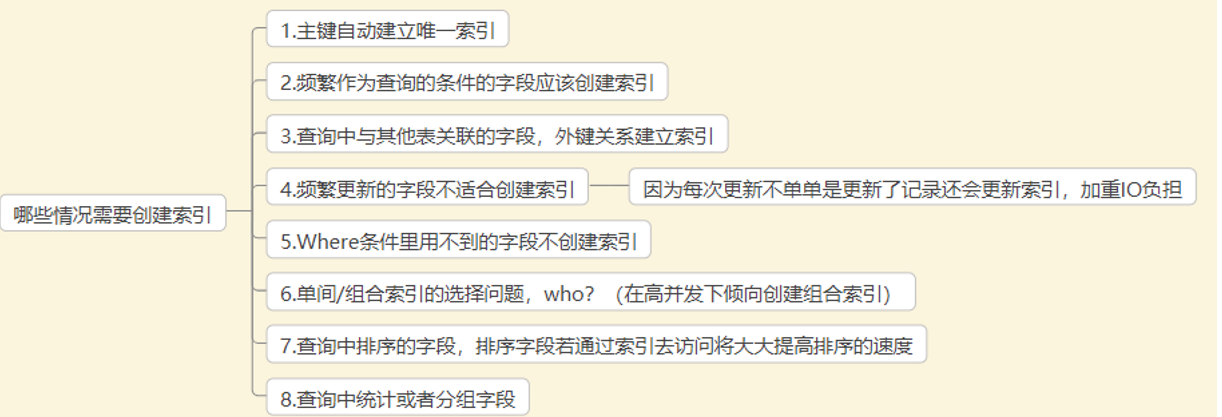 哪些情况需要创建索引
1.主键自动建立唯一索引
2.频繁作为查询的条件的字段应该创建索引
3.查询中与其他表关联的字段，外键关系建立索引
4.频繁更新的字段不适合创建索引
因为每次更新不单单是更新了记录还会更新索引，加重IO负担
5.Where条件里用不到的字段不创建索引
6.单间/组合索引的选择问题，who？（在高并发下倾向创建组合索引）
7.查询中排序的字段，排序字段若通过索引去访问将大大提高排序的速度
8.查询中统计或者分组字段